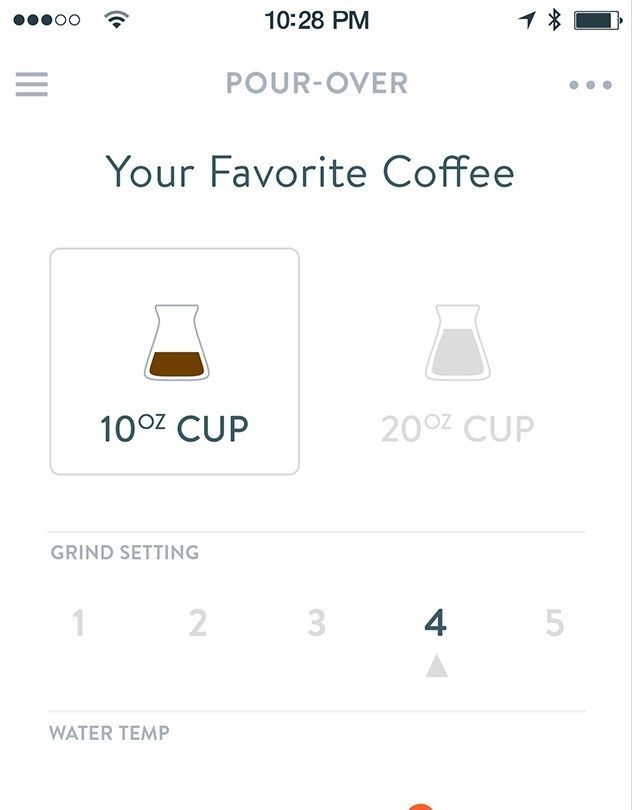 10:28 PM
POUR-OVER
Your Favorite Coffee
10OZ CUP
20OZ CUP
GRIND SETTING
1 2 3 4 5
WATER TEMP